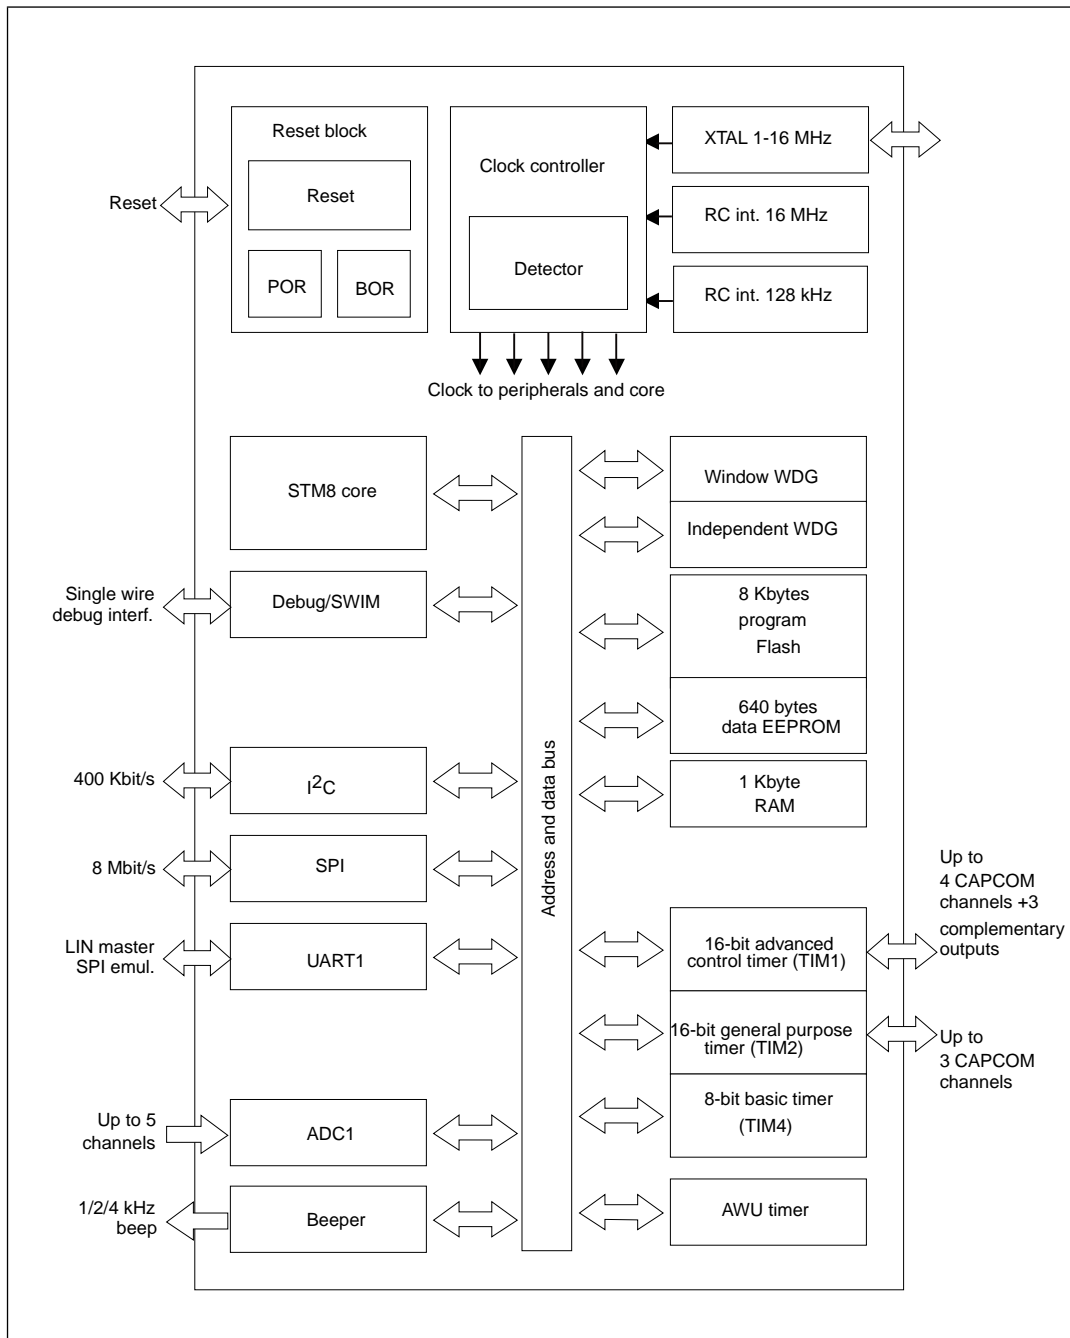 Reset block
Reset
POR
BOR
Reset
Clock controller
Detector
XTAL 1-16 MHz
RC int. 16 MHz
RC int. 128 kHz
Clock to peripherals and core
STM8 core
Single wire
debug interf.
Debug/SWIM
400 Kbit/s
I2C
8 Mbit/s
SPI
LIN master
SPI emul.
UART1
Up to 5
channels
ADC1
1/2/4 kHz
beep
Beeper
Address and data bus
Window WDG
Independent WDG
8 Kbytes
program
Flash
640 bytes
data EEPROM
1 Kbyte
RAM
16-bit advanced
control timer (TIM1)
Up to
4 CAPCOM
channels +3
complementary
outputs
16-bit general purpose
timer (TIM2)
Up to
3 CAPCOM
channels
8-bit basic timer
(TIM4)
AWU timer